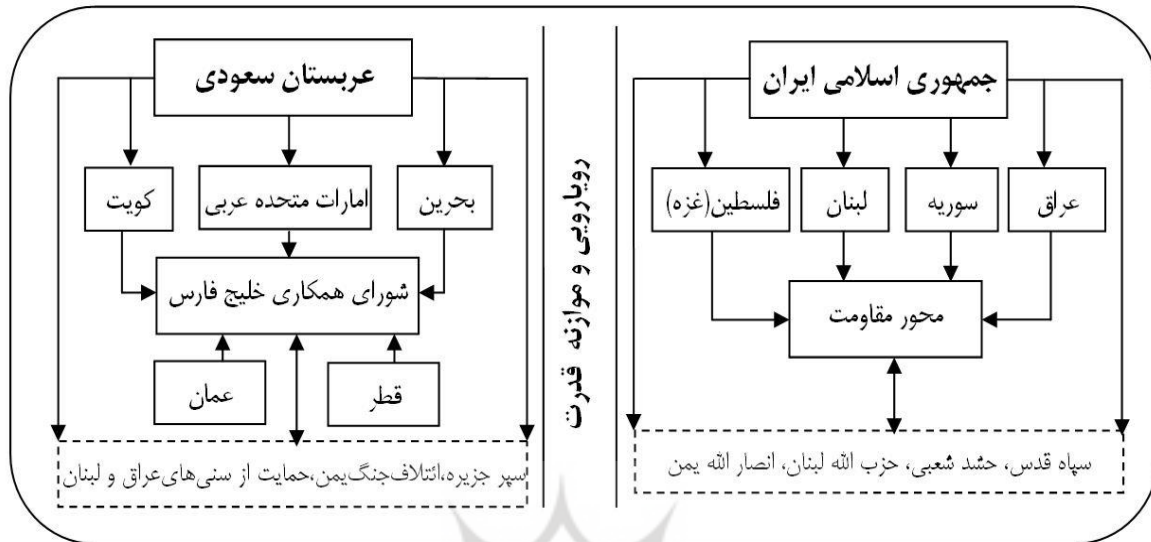 جمهوری اسلامی ایران
عراق
سوریه
لبنان
فلسطین(غزه)
محور مقاومت
سپاه قدس، حشد شعبی، حزب الله لبنان، انصار الله یمن
رویارویی و موازنه قدرت
عربستان سعودی
بحرین
امارات متحده عربی
کویت
شورای همکاری خلیج فارس
قطر
عمان
سپر جزیره،ائتلاف‌جنگ‌یمن،حمایت از سنی‌های‌عراق و لبنان